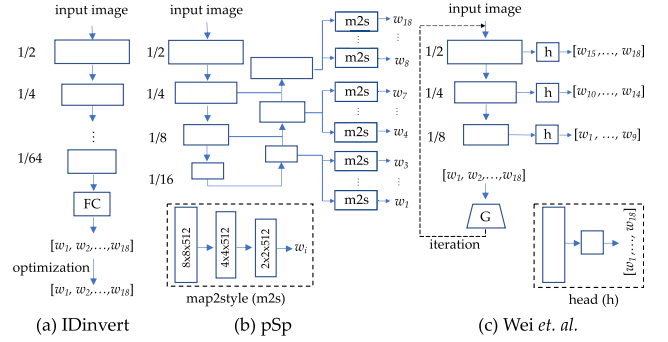 input image
1/2
1/4
⋮
1/64
FC
[w1, w2,…,w18]
optimization
[w1, w2,…,w18]
(a) IDinvert
input image
1/2
1/4
1/8
1/16
m2s
w18
⋮ ⋮
m2s
w8
m2s
w7
⋮ ⋮
m2s
w4
m2s
w3
⋮ ⋮
m2s
w1
8x8x512
4x4x512
2x2x512
wi
map2style (m2s)
(b) pSp
input image
1/2
h
[w15,…, w18]
1/4
h
[w10,…, w14]
1/8
h
[w1, …, w9]
[w1, w2,…,w18]
G
iteration
[w1,…, w18]
head (h)
(c) Wei et. al.